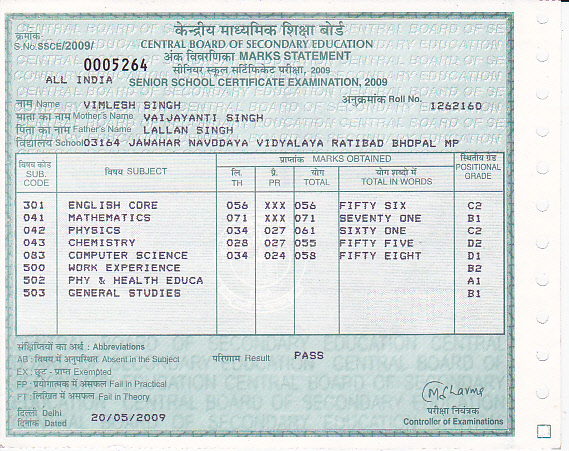 केन्द्रीय माध्यमिक शिक्षा बोर्ड
क्रमांक
S.No. SSCE/2009/
CENTRAL BOARD OF SECONDARY EDUCATION
0005264
अंक विवरणिका MARKS STATEMENT
सीनियर स्कूल सर्टिफिकेट परीक्षा, 2009
ALL INDIA SENIOR SCHOOL CERTIFICATE EXAMINATION, 2009
नाम Name VIMLESH SINGH अनुक्रमांक Roll No. 1262160
माता का नाम Mother's Name VAIJAYANTI SINGH
पिता का नाम Father's Name LALLAN SINGH
विद्यालय School 03164 JAWAHAR NAVODAYA VIDYALAYA RATIBAD BHOPAL MP
विषय कोड SUB. CODE विषय SUBJECT प्राप्तांक MARKS OBTAINED स्थितीय ग्रेड POSITIONAL GRADE
लि. TH प्रै. PR योग TOTAL योग शब्दों में TOTAL IN WORDS
301 ENGLISH CORE 056 XXX 056 FIFTY SIX C2
041 MATHEMATICS 071 XXX 071 SEVENTY ONE B1
042 PHYSICS 034 027 061 SIXTY ONE C2
043 CHEMISTRY 028 027 055 FIFTY FIVE D2
083 COMPUTER SCIENCE 034 024 058 FIFTY EIGHT D1
500 WORK EXPERIENCE B2
502 PHY & HEALTH EDUCA A1
503 GENERAL STUDIES B1
संक्षिप्तियों का अर्थ : Abbreviations
AB : विषय में अनुपस्थित Absent in the Subject परिणाम Result PASS
EX : छूट - प्राप्त Exempted
FP : प्रयोगात्मक में असफल Fail in Practical
FT : लिखित में असफल Fail in Theory
दिल्ली Delhi
दिनांक Dated 20/05/2009
परीक्षा नियंत्रक
Controller of Examinations